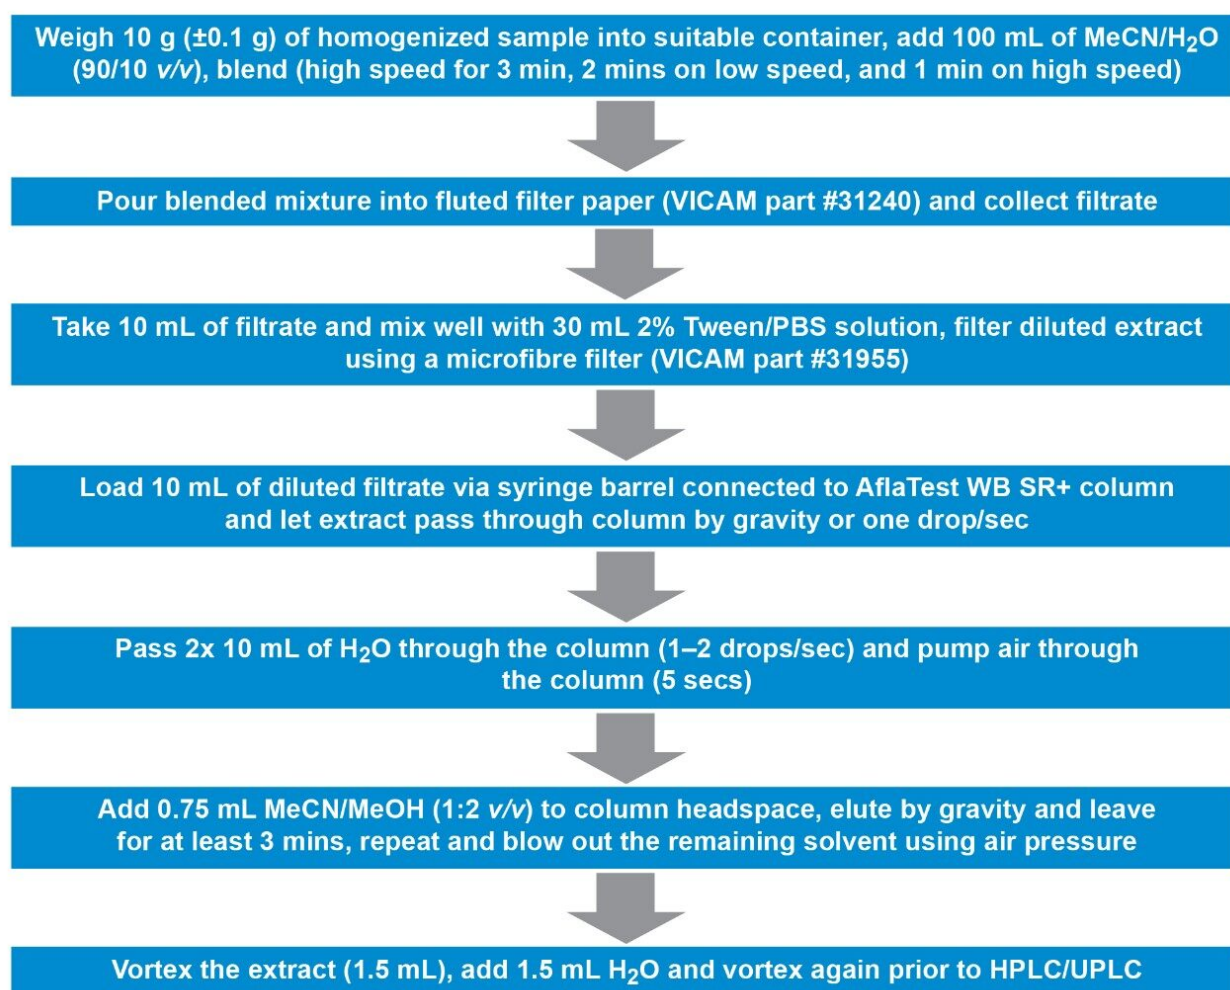 Weigh 10 g (±0.1 g) of homogenized sample into suitable container, add 100 mL of MeCN/H₂O
(90/10 v/v), blend (high speed for 3 min, 2 mins on low speed, and 1 min on high speed)
Pour blended mixture into fluted filter paper (VICAM part #31240) and collect filtrate
Take 10 mL of filtrate and mix well with 30 mL 2% Tween/PBS solution, filter diluted extract
using a microfibre filter (VICAM part #31955)
Load 10 mL of diluted filtrate via syringe barrel connected to AflaTest WB SR+ column
and let extract pass through column by gravity or one drop/sec
Pass 2x 10 mL of H₂O through the column (1–2 drops/sec) and pump air through
the column (5 secs)
Add 0.75 mL MeCN/MeOH (1:2 v/v) to column headspace, elute by gravity and leave
for at least 3 mins, repeat and blow out the remaining solvent using air pressure
Vortex the extract (1.5 mL), add 1.5 mL H₂O and vortex again prior to HPLC/UPLC